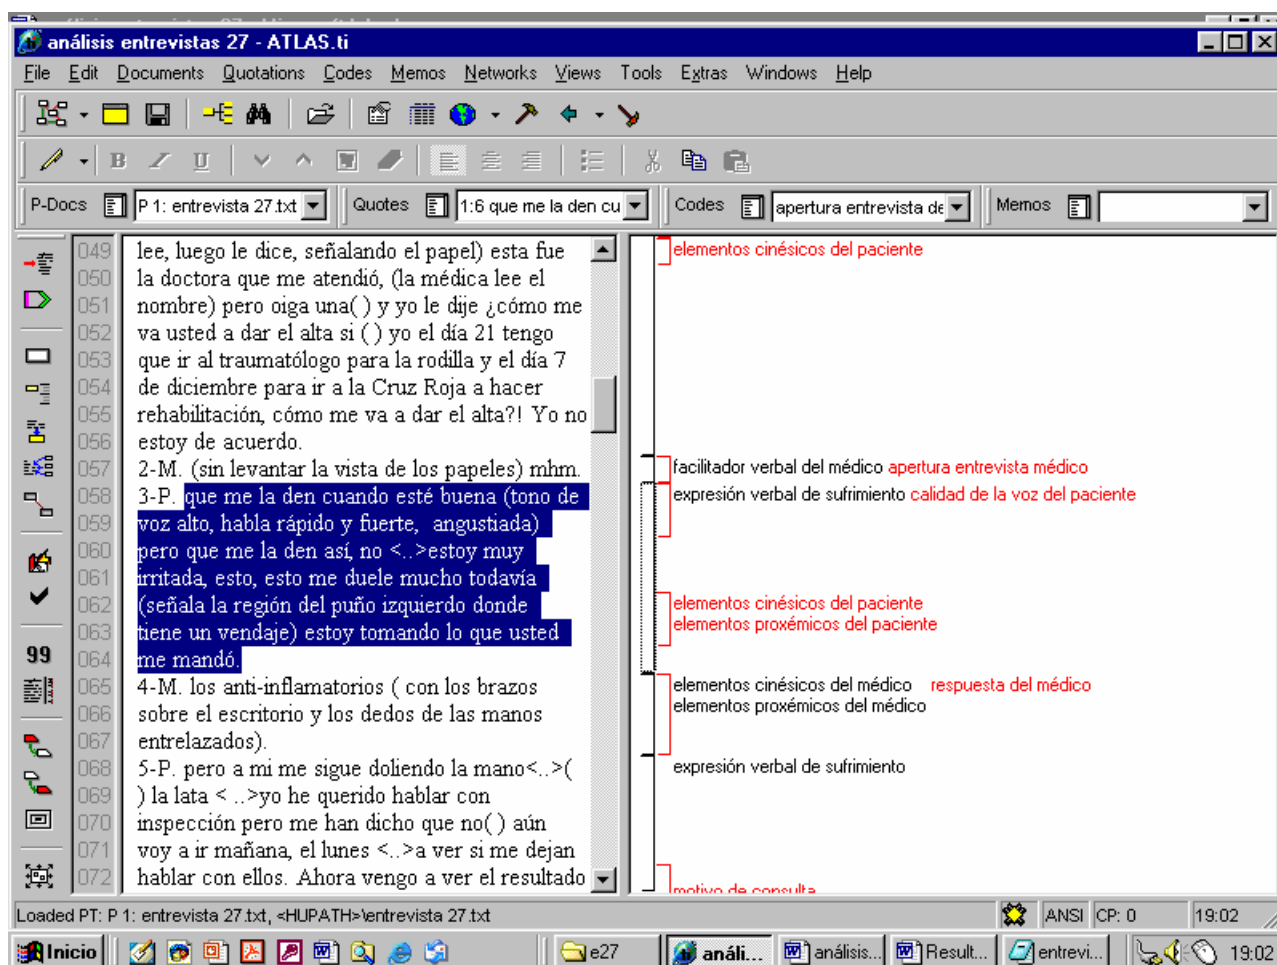 análisis entrevistas 27 - ATLAS.ti
File Edit Documents Quotations Codes Memos Networks Views Tools Extras Windows Help
B I U
P-Docs P 1: entrevista 27.txt Quotes 1:6 que me la den cu Codes apertura entrevista de Memos
049 lee, luego le dice, señalando el papel) esta fue elementos cinésicos del paciente
050 la doctora que me atendió, (la médica lee el
051 nombre) pero oiga una( ) y yo le dije ¿cómo me
052 va usted a dar el alta si ( ) yo el día 21 tengo
053 que ir al traumatólogo para la rodilla y el día 7
054 de diciembre para ir a la Cruz Roja a hacer
055 rehabilitación, cómo me va a dar el alta?! Yo no
056 estoy de acuerdo.
057 2-M. (sin levantar la vista de los papeles) mhm. facilitador verbal del médico apertura entrevista médico
058 3-P. que me la den cuando esté buena (tono de expresión verbal de sufrimiento calidad de la voz del paciente
059 voz alto, habla rápido y fuerte, angustiada)
060 pero que me la den así, no <..>estoy muy
061 irritada, esto, esto me duele mucho todavía
062 (señala la región del puño izquierdo donde elementos cinésicos del paciente
063 tiene un vendaje) estoy tomando lo que usted elementos proxémicos del paciente
99 064 me mandó.
065 4-M. los anti-inflamatorios ( con los brazos elementos cinésicos del médico respuesta del médico
066 sobre el escritorio y los dedos de las manos elementos proxémicos del médico
067 entrelazados).
068 5-P. pero a mi me sigue doliendo la mano<..>( expresión verbal de sufrimiento
069 ) la lata < ..>yo he querido hablar con
070 inspección pero me han dicho que no( ) aún
071 voy a ir mañana, el lunes <..>a ver si me dejan
072 hablar con ellos. Ahora vengo a ver el resultado motivo de consulta
Loaded PT: P 1: entrevista 27.txt, <HUPATH>\entrevista 27.txt ANSI CP: 0 19:02
Inicio e27 análi... análisis... Result... entrevi... 19:02